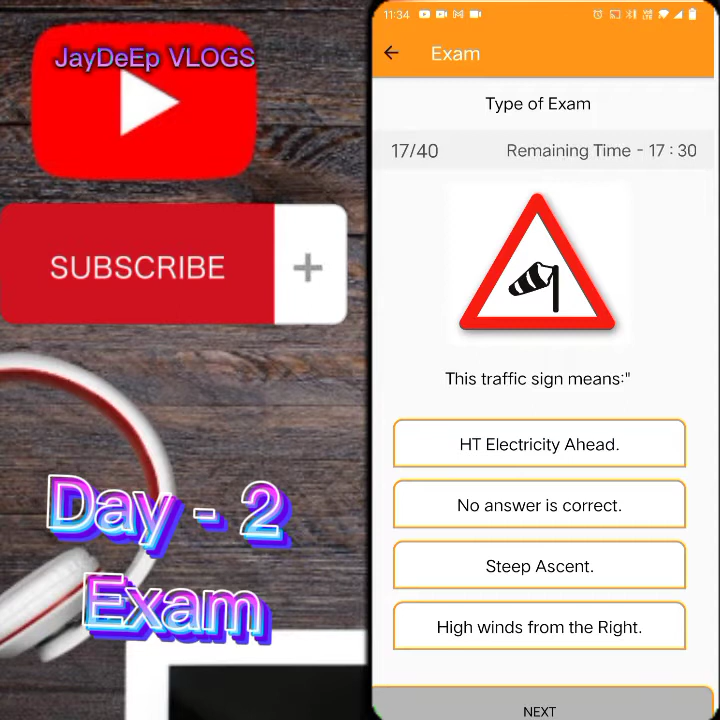 JayDeEp VLOGS
SUBSCRIBE
Day - 2
Exam
11:34
Exam
Type of Exam
17/40
Remaining Time - 17 : 30
This traffic sign means:"
HT Electricity Ahead.
No answer is correct.
Steep Ascent.
High winds from the Right.
NEXT